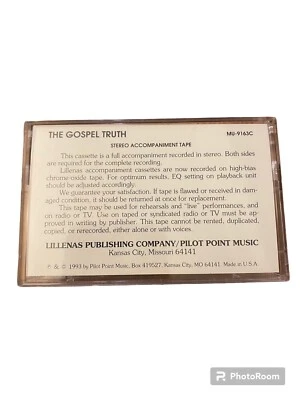 THE GOSPEL TRUTH MU-9163C
STEREO ACCOMPANIMENT TAPE
This cassette is a full accompaniment recorded in stereo. Both sides
are required for the complete recording.
Lillenas accompaniment cassettes are now recorded on high-bias
chrome-oxide tape. For optimum results, EQ setting on playback unit
should be adjusted accordingly.
We guarantee your satisfaction. If tape is flawed or received in dam-
aged condition, it should be returned at once for replacement.
This tape may be used for rehearsals and "live" performances, and
on radio or TV. Use on taped or syndicated radio or TV must be ap-
proved in writing by publisher. This tape cannot be rented, duplicated,
copied, or rerecorded, either alone or with voices.
LILLENAS PUBLISHING COMPANY/PILOT POINT MUSIC
Kansas City, Missouri 64141
℗ & © 1993 by Pilot Point Music, Box 419527, Kansas City, MO 64141. Made in U.S.A.
PhotoRoom